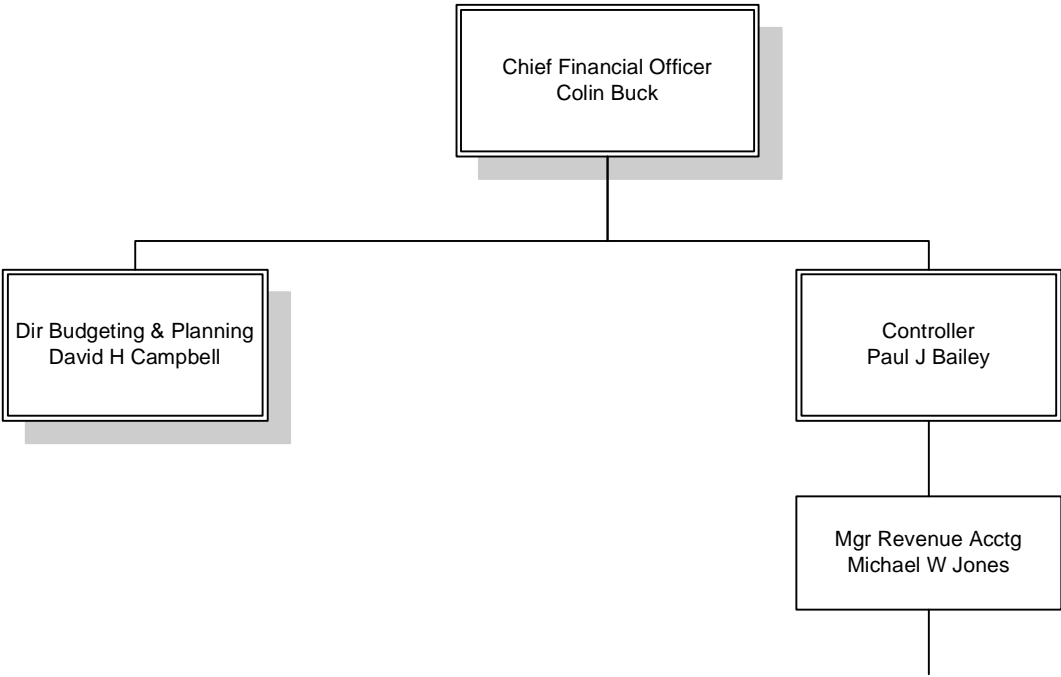 Chief Financial Officer
Colin Buck
Dir Budgeting & Planning
David H Campbell
Controller
Paul J Bailey
Mgr Revenue Acctg
Michael W Jones